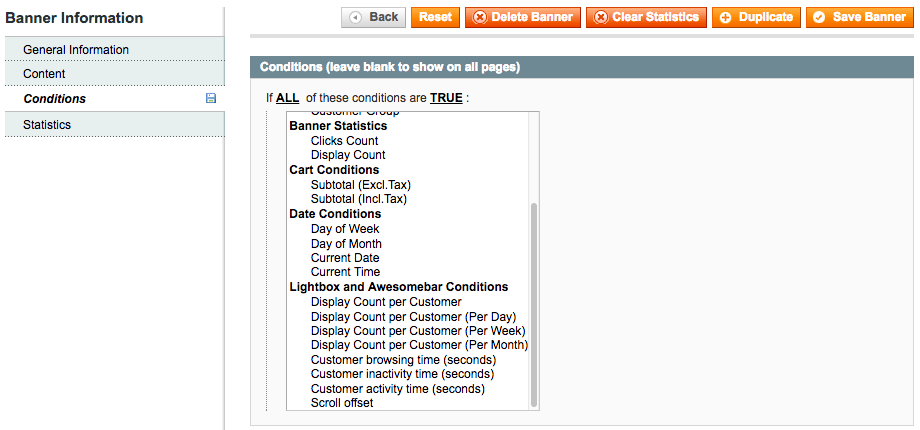 Banner Information
Back
Reset
Delete Banner
Clear Statistics
Duplicate
Save Banner
General Information
Content
Conditions
Statistics
Conditions (leave blank to show on all pages)
If ALL of these conditions are TRUE :
Customer Group
Banner Statistics
Clicks Count
Display Count
Cart Conditions
Subtotal (Excl.Tax)
Subtotal (Incl.Tax)
Date Conditions
Day of Week
Day of Month
Current Date
Current Time
Lightbox and Awesomebar Conditions
Display Count per Customer
Display Count per Customer (Per Day)
Display Count per Customer (Per Week)
Display Count per Customer (Per Month)
Customer browsing time (seconds)
Customer inactivity time (seconds)
Customer activity time (seconds)
Scroll offset